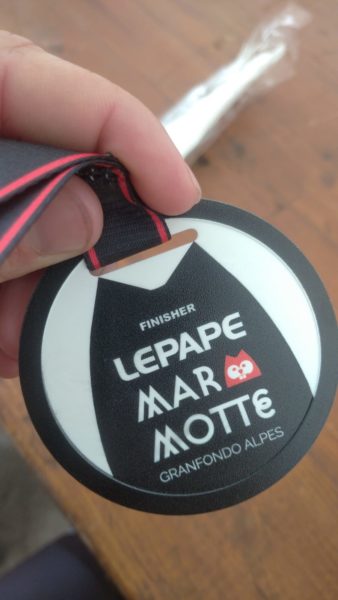 FINISHER
LEPAPE
MAR
MOTTE
GRANFONDO ALPES